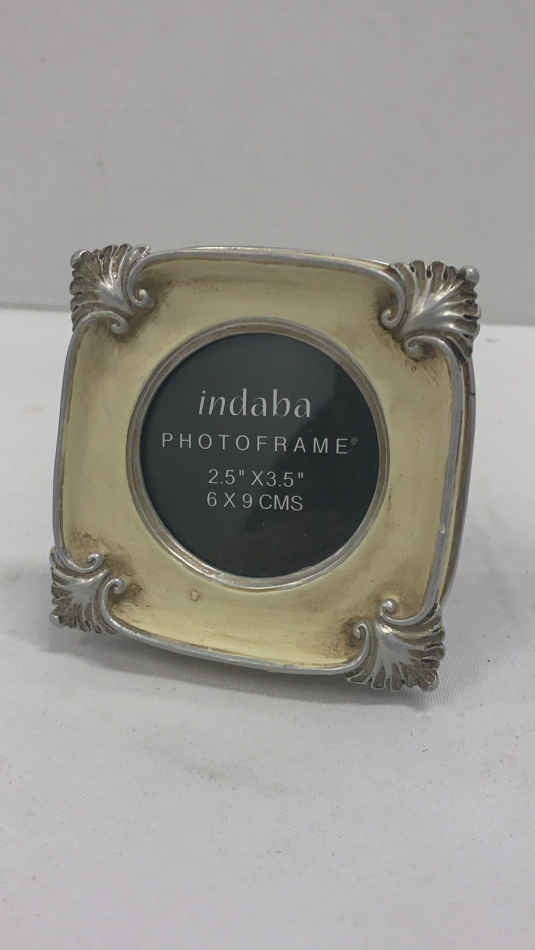 indaba
PHOTOFRAME®
2.5" X3.5"
6 X 9 CMS